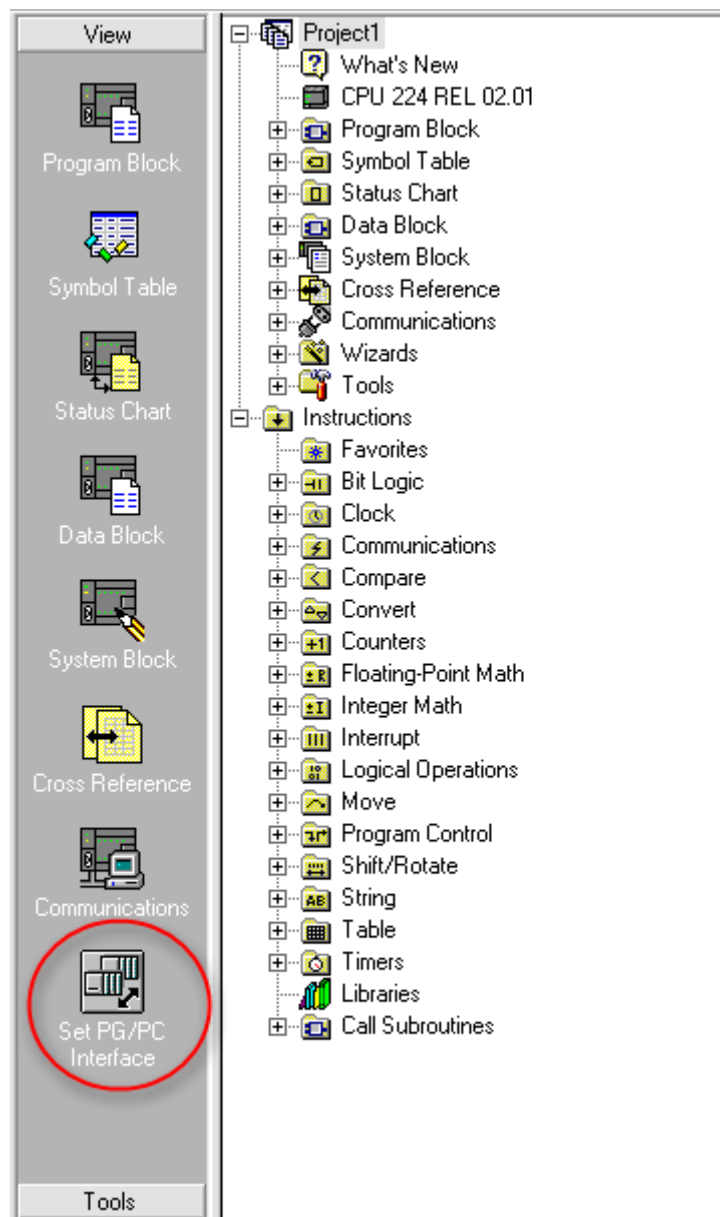 View
Program Block
Symbol Table
Status Chart
Data Block
System Block
Cross Reference
Communications
Set PG/PC
Interface
Tools
Project1
What's New
CPU 224 REL 02.01
Program Block
Symbol Table
Status Chart
Data Block
System Block
Cross Reference
Communications
Wizards
Tools
Instructions
Favorites
Bit Logic
Clock
Communications
Compare
Convert
Counters
Floating-Point Math
Integer Math
Interrupt
Logical Operations
Move
Program Control
Shift/Rotate
String
Table
Timers
Libraries
Call Subroutines